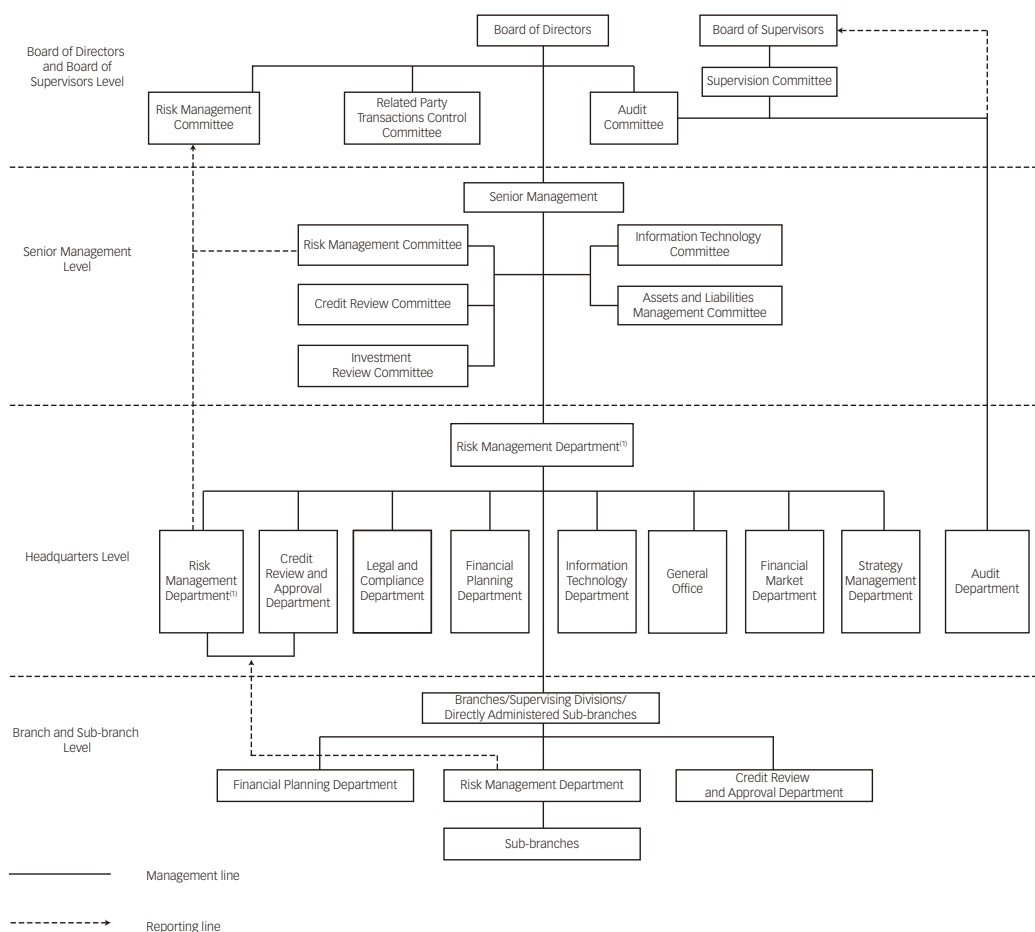 Board of Directors
and Board of
Supervisors Level
Board of Directors
Board of Supervisors
Supervision Committee
Risk Management
Committee
Related Party
Transactions Control
Committee
Audit
Committee
Senior Management
Level
Senior Management
Risk Management Committee
Information Technology
Committee
Credit Review Committee
Assets and Liabilities
Management Committee
Investment
Review Committee
Headquarters Level
Risk Management Department(1)
Risk
Management
Department(1)
Credit
Review and
Approval
Department
Legal and
Compliance
Department
Financial
Planning
Department
Information
Technology
Department
General
Office
Financial
Market
Department
Strategy
Management
Department
Audit
Department
Branch and Sub-branch
Level
Branches/Supervising Divisions/
Directly Administered Sub-branches
Financial Planning Department
Risk Management Department
Credit Review
and Approval Department
Sub-branches
Management line
Reporting line